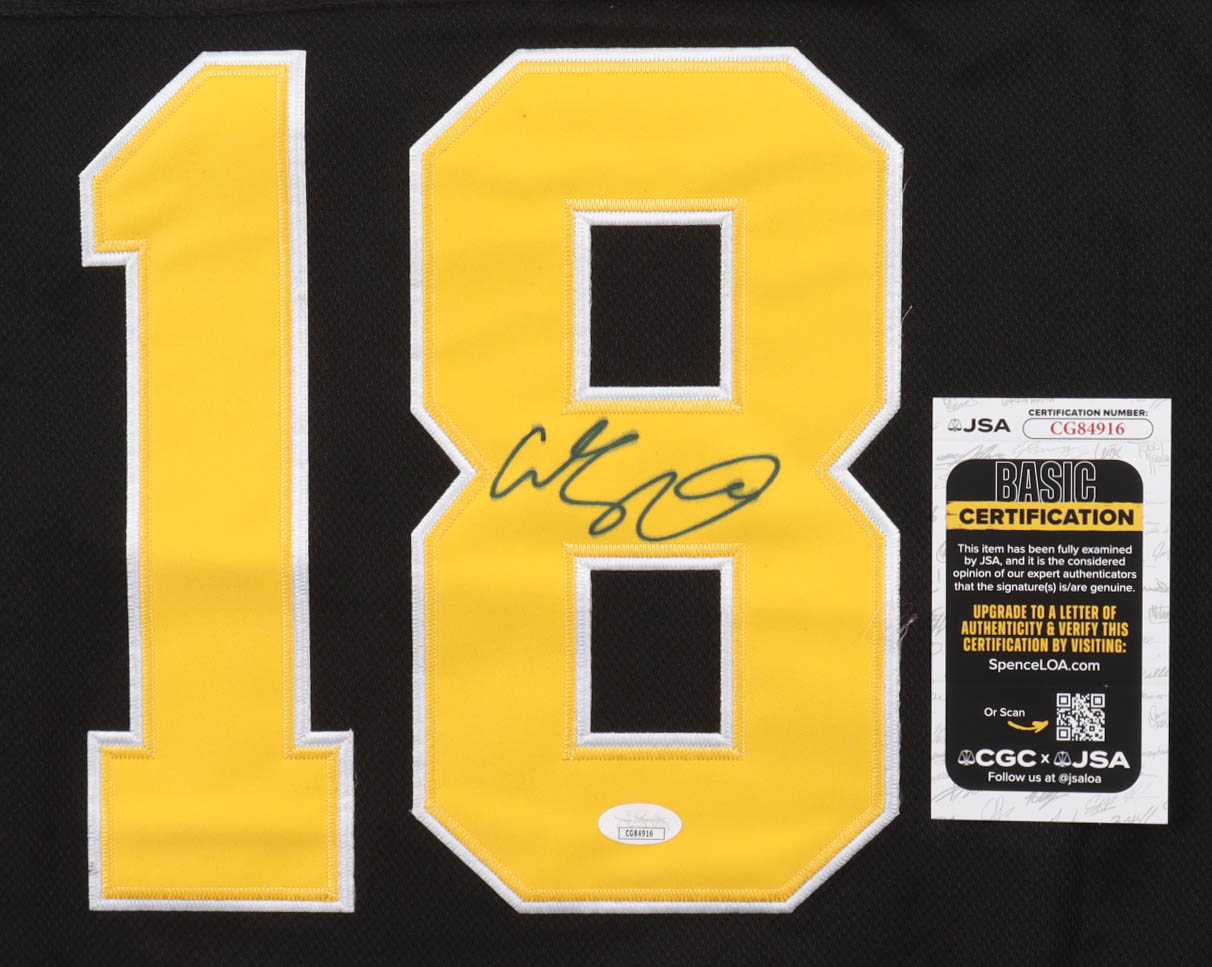 18
CG84916
JSA
CERTIFICATION NUMBER:
CG84916
BASIC
CERTIFICATION
This item has been fully examined
by JSA, and it is the considered
opinion of our expert authenticators
that the signature(s) is/are genuine.
UPGRADE TO A LETTER OF
AUTHENTICITY & VERIFY THIS
CERTIFICATION BY VISITING:
SpenceLOA.com
Or Scan
CGC x JSA
Follow us at @jsaloa